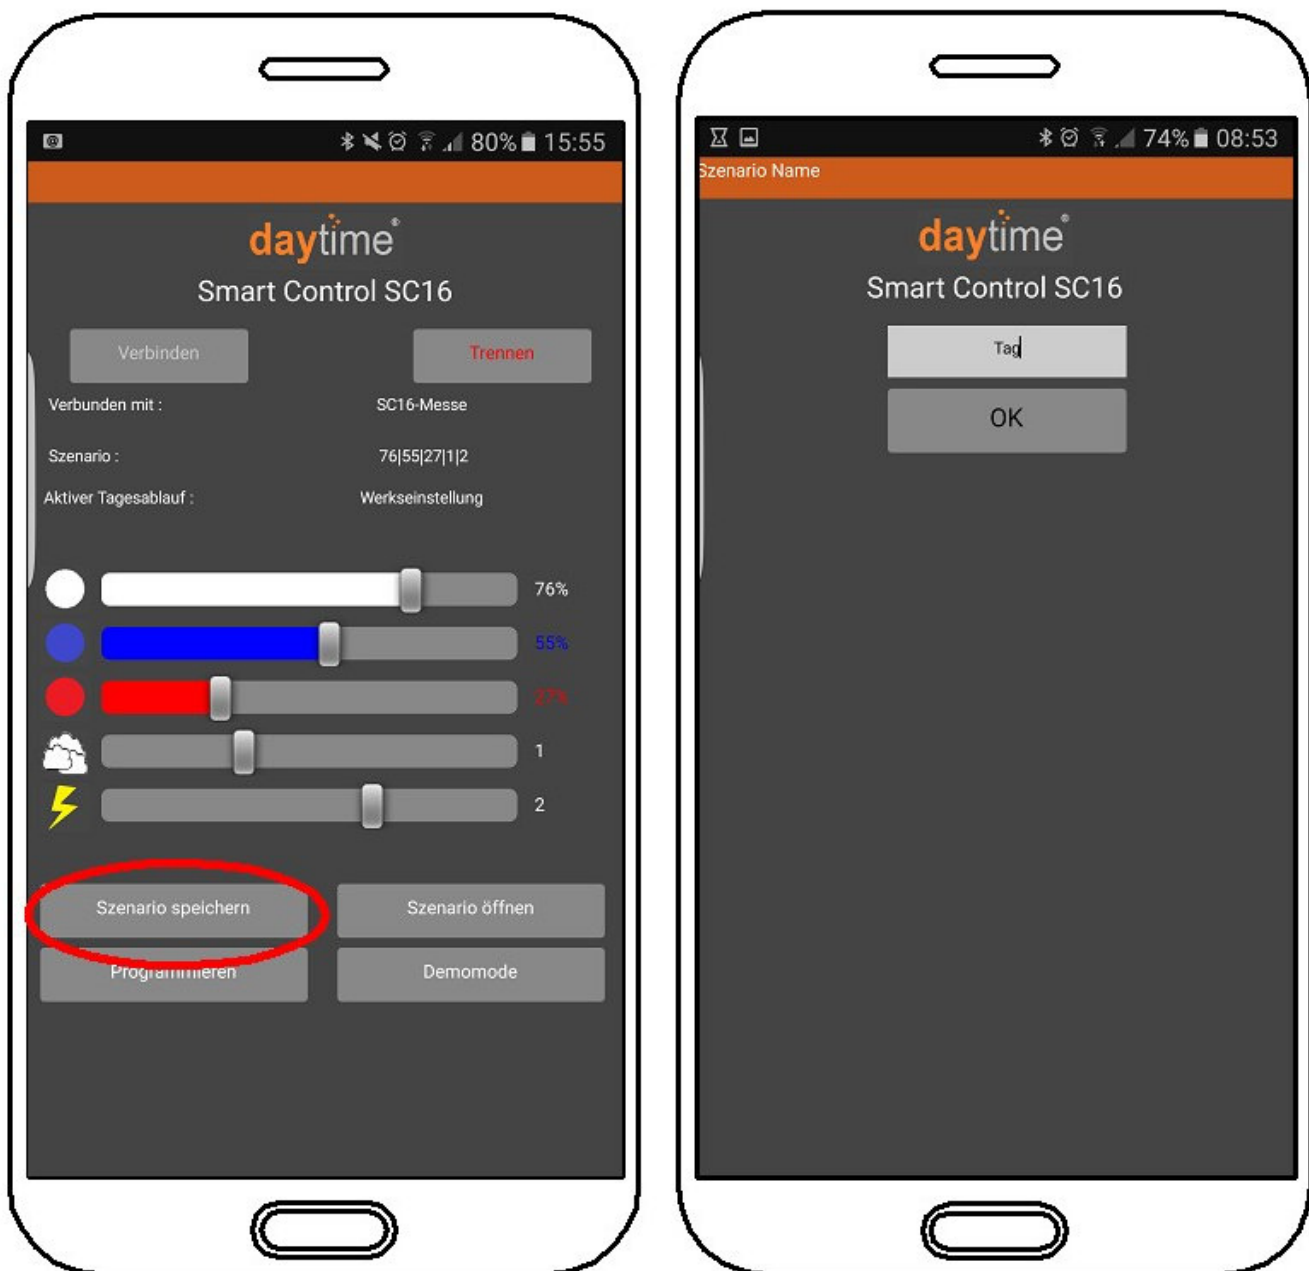 80% 15:55
daytime®
Smart Control SC16
Verbinden Trennen
Verbunden mit : SC16-Messe
Szenario : 76|55|27|1|2
Aktiver Tagesablauf : Werkseinstellung
76%
55%
27%
1
2
Szenario speichern Szenario öffnen
Programmieren Demomode
74% 08:53
Szenario Name
daytime®
Smart Control SC16
Tag
OK